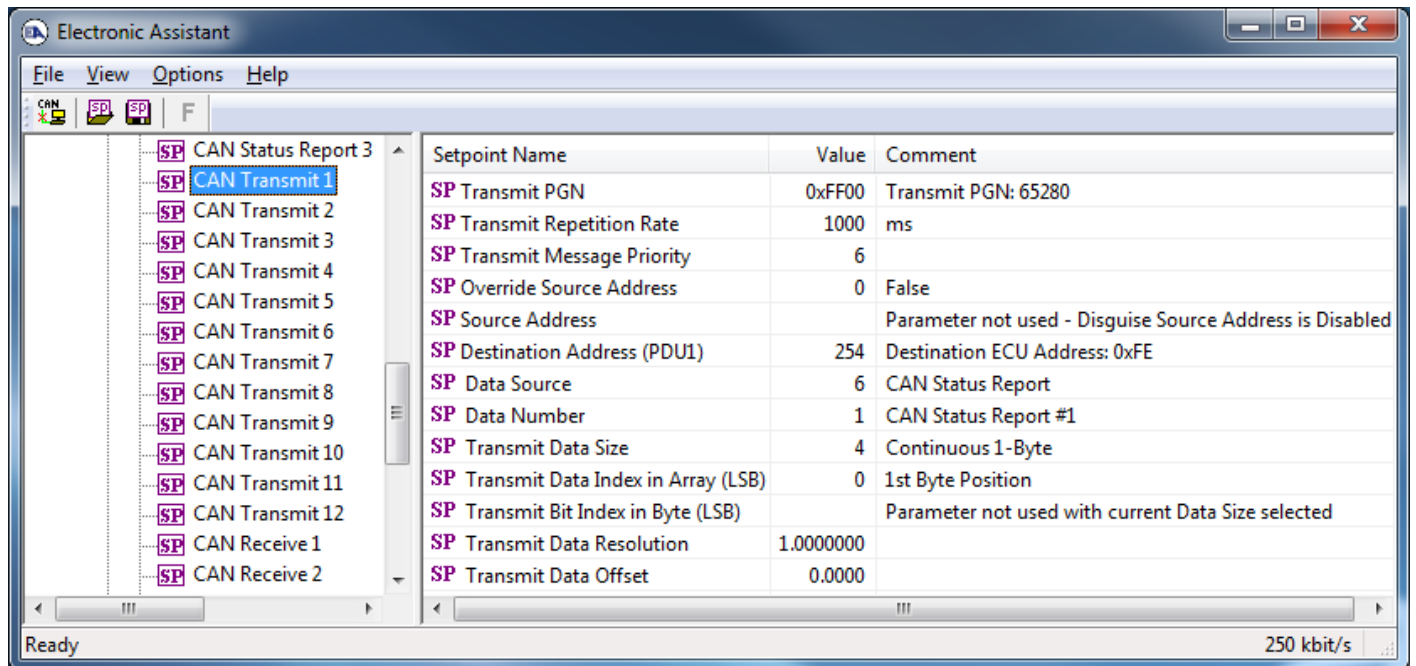 Electronic Assistant
File View Options Help
CAN SP SP F
SP CAN Status Report 3
SP CAN Transmit 1
SP CAN Transmit 2
SP CAN Transmit 3
SP CAN Transmit 4
SP CAN Transmit 5
SP CAN Transmit 6
SP CAN Transmit 7
SP CAN Transmit 8
SP CAN Transmit 9
SP CAN Transmit 10
SP CAN Transmit 11
SP CAN Transmit 12
SP CAN Receive 1
SP CAN Receive 2
Setpoint Name Value Comment
SP Transmit PGN 0xFF00 Transmit PGN: 65280
SP Transmit Repetition Rate 1000 ms
SP Transmit Message Priority 6
SP Override Source Address 0 False
SP Source Address Parameter not used - Disguise Source Address is Disabled
SP Destination Address (PDU1) 254 Destination ECU Address: 0xFE
SP Data Source 6 CAN Status Report
SP Data Number 1 CAN Status Report #1
SP Transmit Data Size 4 Continuous 1-Byte
SP Transmit Data Index in Array (LSB) 0 1st Byte Position
SP Transmit Bit Index in Byte (LSB) Parameter not used with current Data Size selected
SP Transmit Data Resolution 1.0000000
SP Transmit Data Offset 0.0000
Ready 250 kbit/s